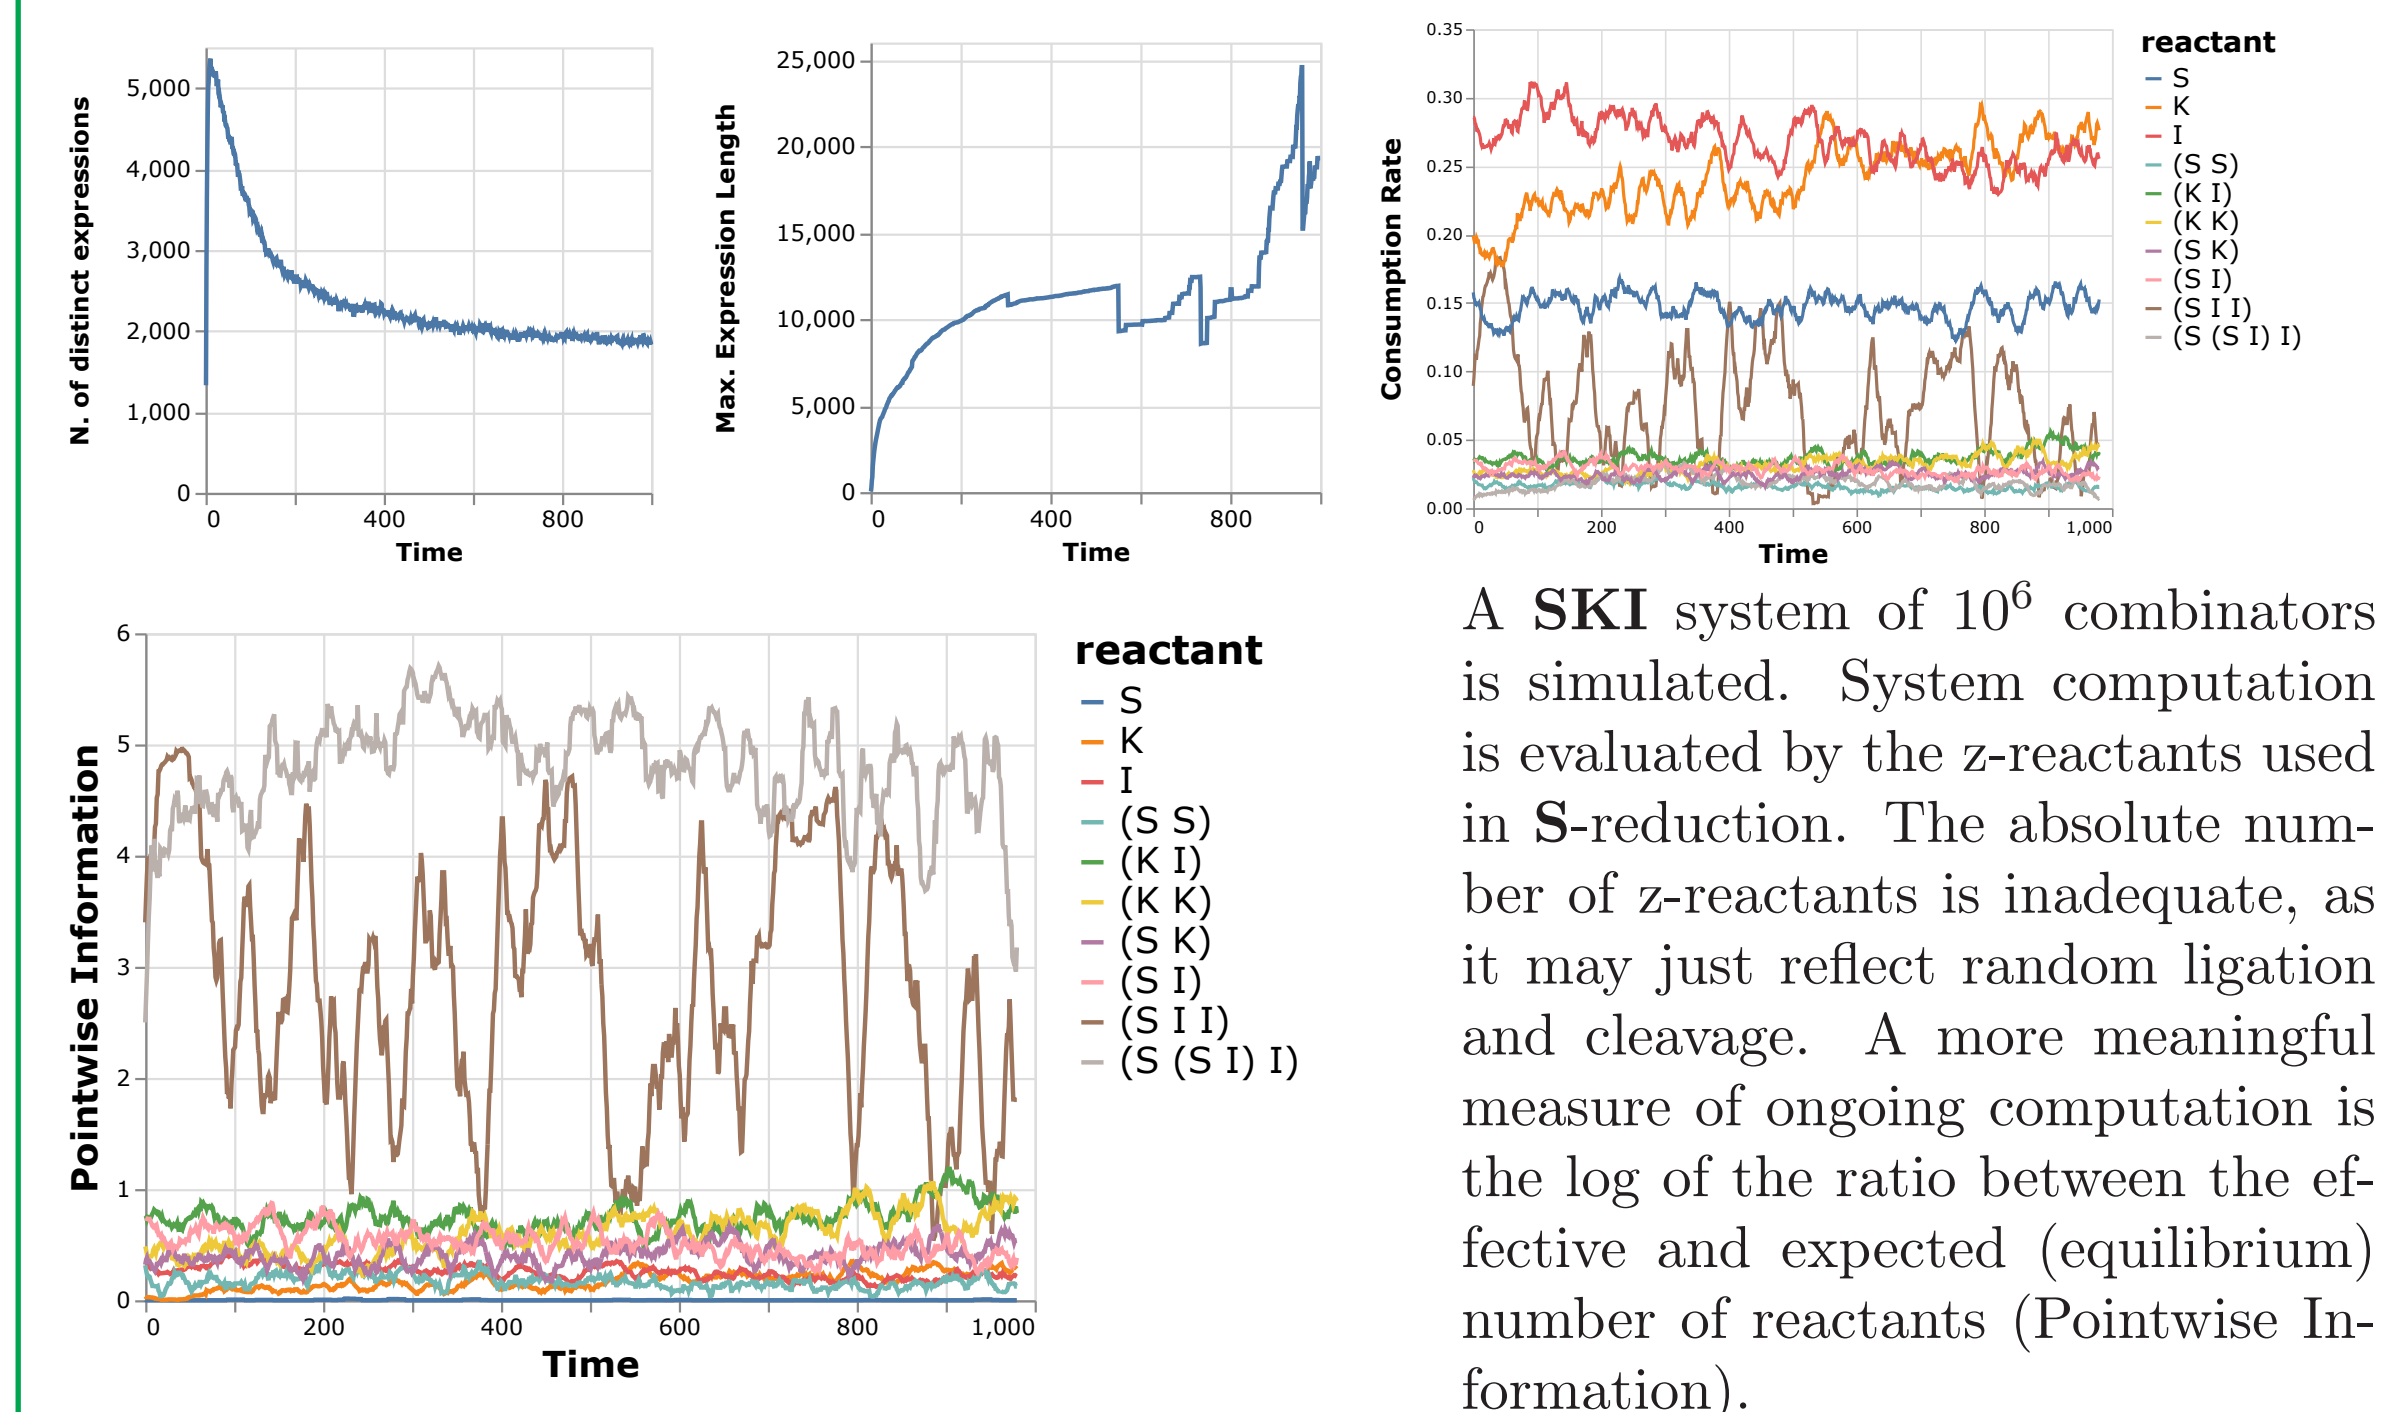 N. of distinct expressions
5,000
4,000
3,000
2,000
1,000
0
0 400 800
Time
Max. Expression Length
25,000
20,000
15,000
10,000
5,000
0
0 400 800
Time
Consumption Rate
0.35
0.30
0.25
0.20
0.15
0.10
0.05
0.00
0 200 400 600 800 1,000
Time
reactant
S
K
I
(S S)
(K I)
(K K)
(S K)
(S I)
(S I I)
(S (S I) I)
Pointwise Information
6
5
4
3
2
1
0
0 200 400 600 800 1,000
Time
reactant
S
K
I
(S S)
(K I)
(K K)
(S K)
(S I)
(S I I)
(S (S I) I)
A SKI system of 10⁶ combinators
is simulated. System computation
is evaluated by the z-reactants used
in S-reduction. The absolute num-
ber of z-reactants is inadequate, as
it may just reflect random ligation
and cleavage. A more meaningful
measure of ongoing computation is
the log of the ratio between the ef-
fective and expected (equilibrium)
number of reactants (Pointwise In-
formation).